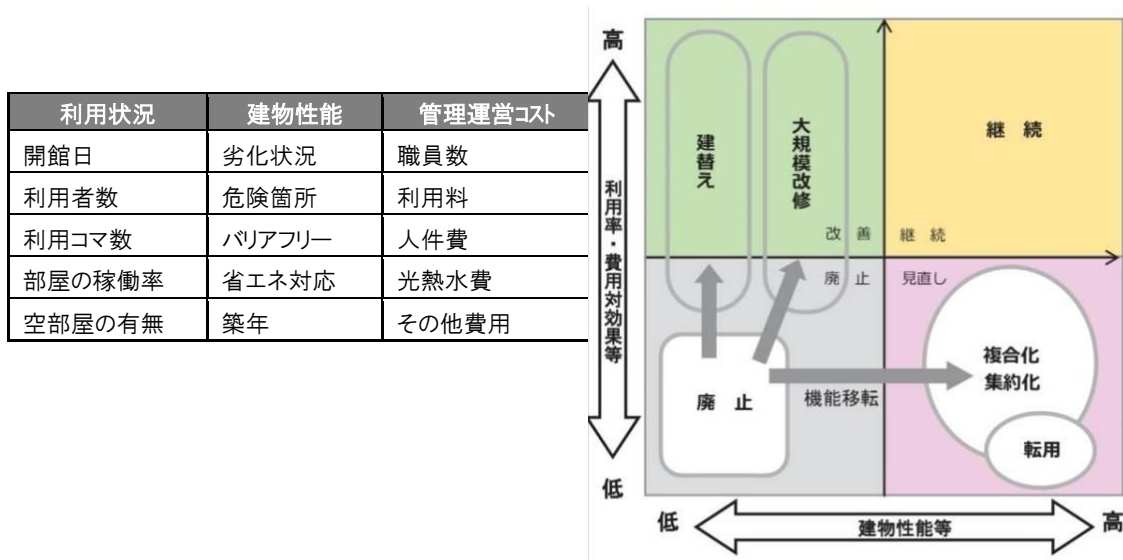 利用状況 建物性能 管理運営コスト
開館日 劣化状況 職員数
利用者数 危険箇所 利用料
利用コマ数 バリアフリー 人件費
部屋の稼働率 省エネ対応 光熱水費
空部屋の有無 築年 その他費用
高
利用率・費用対効果等
低
建替え
大規模改修
継 続
改 善
継 続
廃 止
見直し
廃 止
機能移転
複合化
集約化
転用
低
建物性能等
高